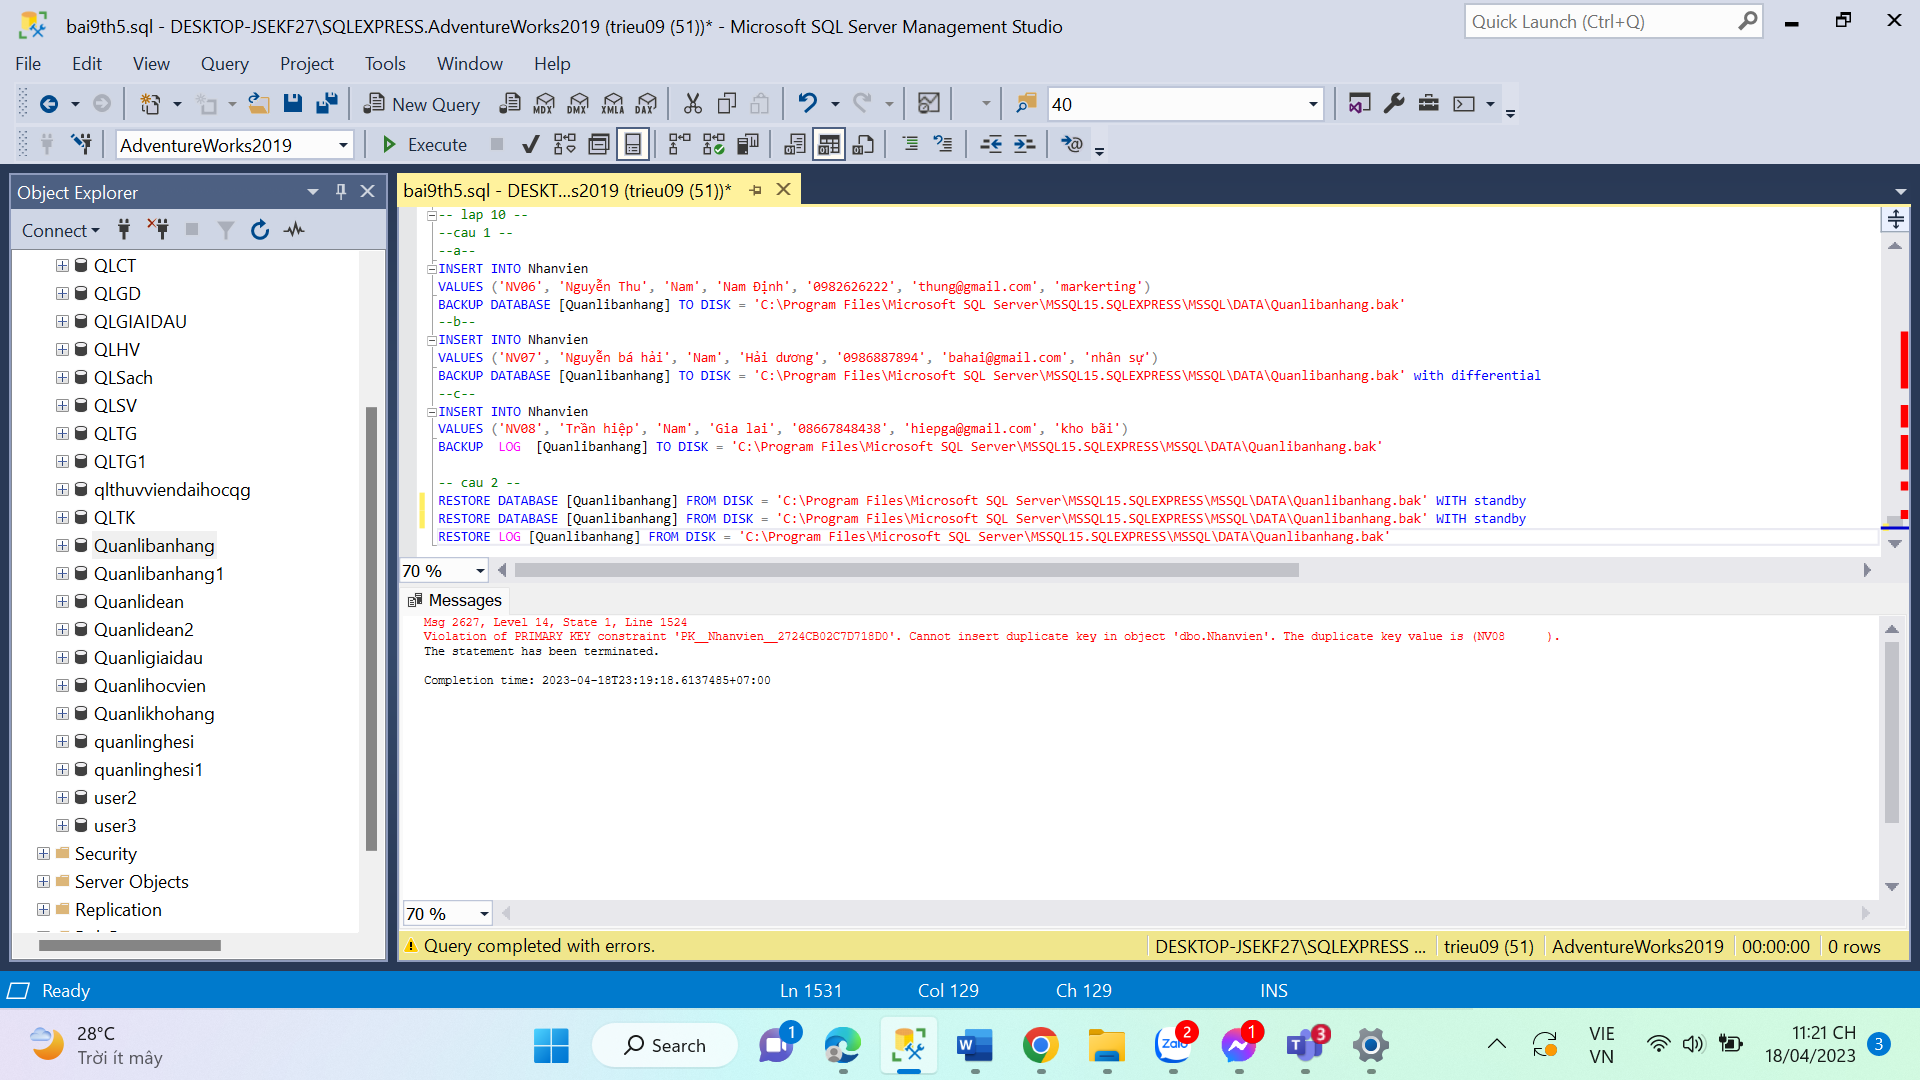 bai9th5.sql - DESKTOP-JSEKF27\SQLEXPRESS.AdventureWorks2019 (trieu09 (51))* - Microsoft SQL Server Management Studio
Quick Launch (Ctrl+Q)
File Edit View Query Project Tools Window Help
New Query MDX DMX XMLA DAX 40
AdventureWorks2019 Execute
Object Explorer
Connect
QLCT
QLGD
QLGIAIDAU
QLHV
QLSach
QLSV
QLTG
QLTG1
qlthuvviendaihocqg
QLTK
Quanlibanhang
Quanlibanhang1
Quanlidean
Quanlidean2
Quanligiaidau
Quanlihocvien
Quanlikhohang
quanlinghesi
quanlinghesi1
user2
user3
Security
Server Objects
Replication
bai9th5.sql - DESKT...s2019 (trieu09 (51))*
-- lap 10 --
--cau 1 --
--a--
INSERT INTO Nhanvien
VALUES ('NV06', 'Nguyễn Thu', 'Nam', 'Nam Định', '0982626222', 'thung@gmail.com', 'markerting')
BACKUP DATABASE [Quanlibanhang] TO DISK = 'C:\Program Files\Microsoft SQL Server\MSSQL15.SQLEXPRESS\MSSQL\DATA\Quanlibanhang.bak'
--b--
INSERT INTO Nhanvien
VALUES ('NV07', 'Nguyễn bá hải', 'Nam', 'Hải dương', '0986887894', 'bahai@gmail.com', 'nhân sự')
BACKUP DATABASE [Quanlibanhang] TO DISK = 'C:\Program Files\Microsoft SQL Server\MSSQL15.SQLEXPRESS\MSSQL\DATA\Quanlibanhang.bak' with differential
--c--
INSERT INTO Nhanvien
VALUES ('NV08', 'Trần hiệp', 'Nam', 'Gia lai', '08667848438', 'hiepga@gmail.com', 'kho bãi')
BACKUP LOG [Quanlibanhang] TO DISK = 'C:\Program Files\Microsoft SQL Server\MSSQL15.SQLEXPRESS\MSSQL\DATA\Quanlibanhang.bak'
-- cau 2 --
RESTORE DATABASE [Quanlibanhang] FROM DISK = 'C:\Program Files\Microsoft SQL Server\MSSQL15.SQLEXPRESS\MSSQL\DATA\Quanlibanhang.bak' WITH standby
RESTORE DATABASE [Quanlibanhang] FROM DISK = 'C:\Program Files\Microsoft SQL Server\MSSQL15.SQLEXPRESS\MSSQL\DATA\Quanlibanhang.bak' WITH standby
RESTORE LOG [Quanlibanhang] FROM DISK = 'C:\Program Files\Microsoft SQL Server\MSSQL15.SQLEXPRESS\MSSQL\DATA\Quanlibanhang.bak'
70 %
Messages
Msg 2627, Level 14, State 1, Line 1524
Violation of PRIMARY KEY constraint 'PK__Nhanvien__2724CB02C7D718D0'. Cannot insert duplicate key in object 'dbo.Nhanvien'. The duplicate key value is (NV08 ).
The statement has been terminated.
Completion time: 2023-04-18T23:19:18.6137485+07:00
70 %
Query completed with errors. DESKTOP-JSEKF27\SQLEXPRESS ... trieu09 (51) AdventureWorks2019 00:00:00 0 rows
Ready Ln 1531 Col 129 Ch 129 INS
28°C
Trời ít mây
Search
1
W
Zalo
2
1
T
3
VIE
VN
11:21 CH
18/04/2023
3